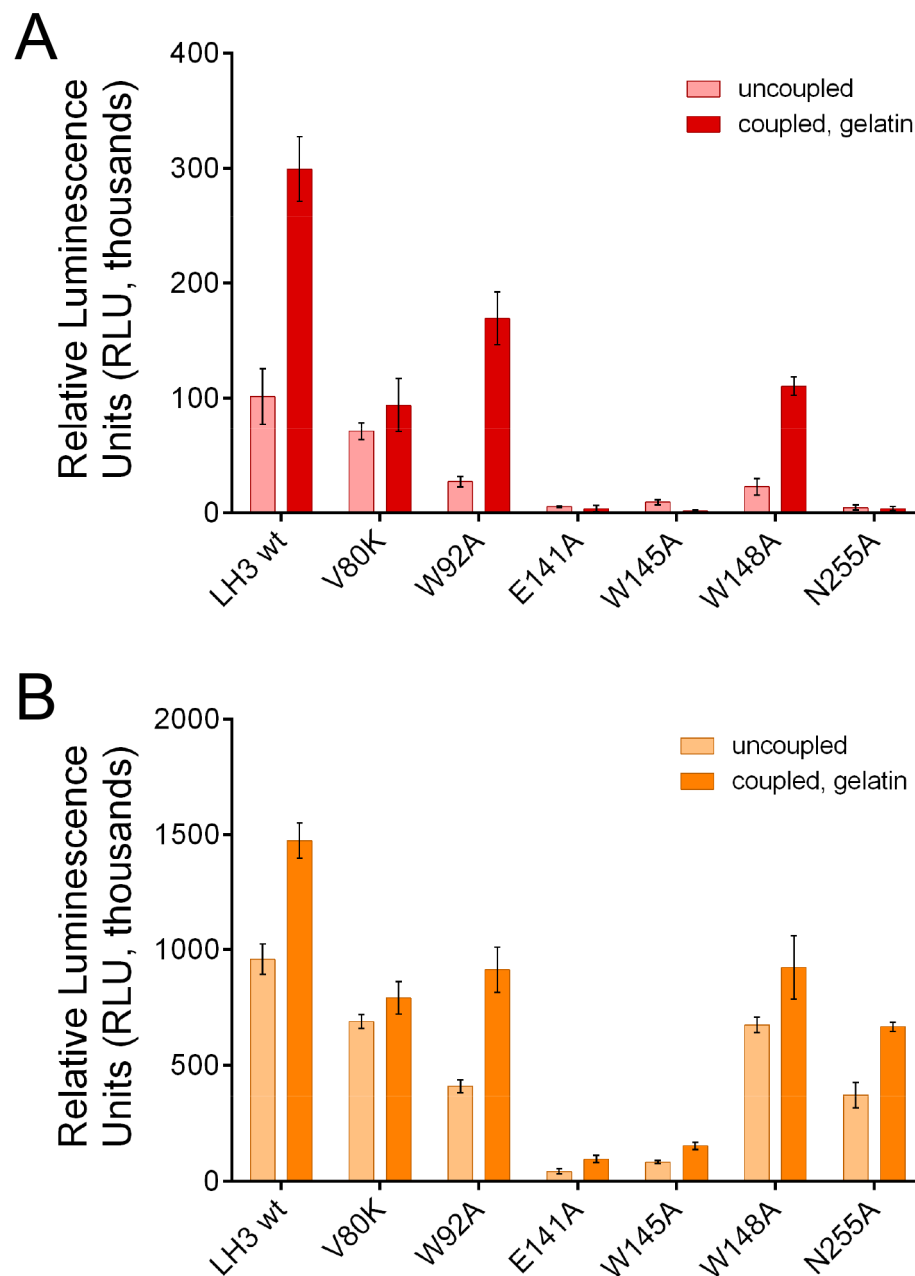 A
Relative Luminescence
Units (RLU, thousands)
400
300
200
100
0
uncoupled
coupled, gelatin
LH3 wt
V80K
W92A
E141A
W145A
W148A
N255A
B
Relative Luminescence
Units (RLU, thousands)
2000
1500
1000
500
0
uncoupled
coupled, gelatin
LH3 wt
V80K
W92A
E141A
W145A
W148A
N255A